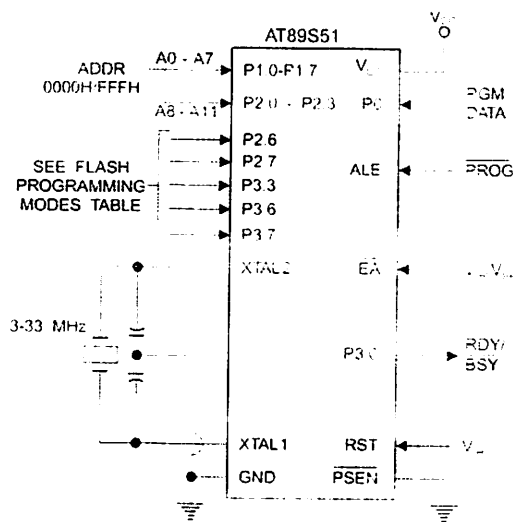 AT89S51
ADDR
0000H/FFFH
A0 - A7
P1.0-P1.7
A8 - A11
P2.0 - P2.3
P0
PGM
DATA
P2.6
P2.7
P3.3
P3.6
P3.7
SEE FLASH
PROGRAMMING
MODES TABLE
ALE
PROG
XTAL2
EA
3-33 MHz
P3.0
RDY/
BSY
XTAL1
RST
GND
PSEN